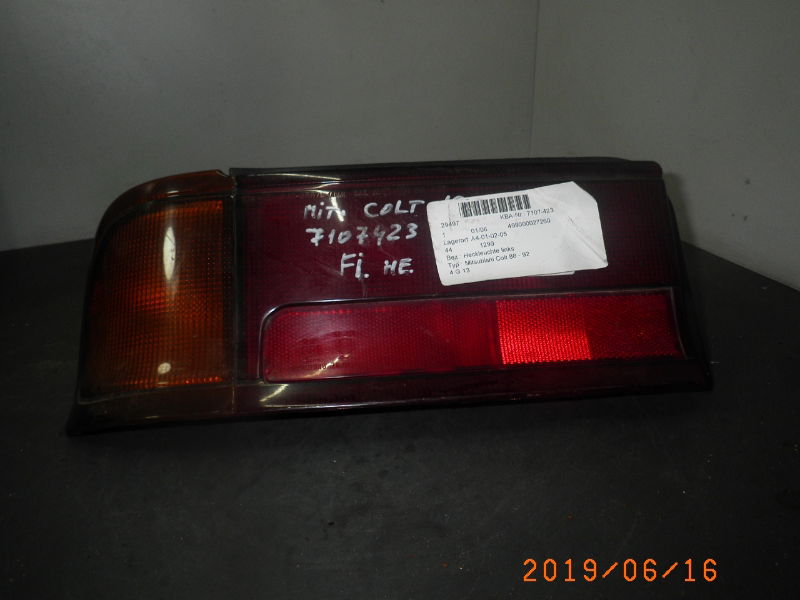 MiT. COLT
7107423
Fi. HE.
29497 KBA-Nr. 7107-423
1 01/06 499000027260
Lagerort A4-01-02-05
44 1299
Bez. Heckleuchte links
Typ Mitsubishi Colt 88 - 92
4 G 13
2019/06/16